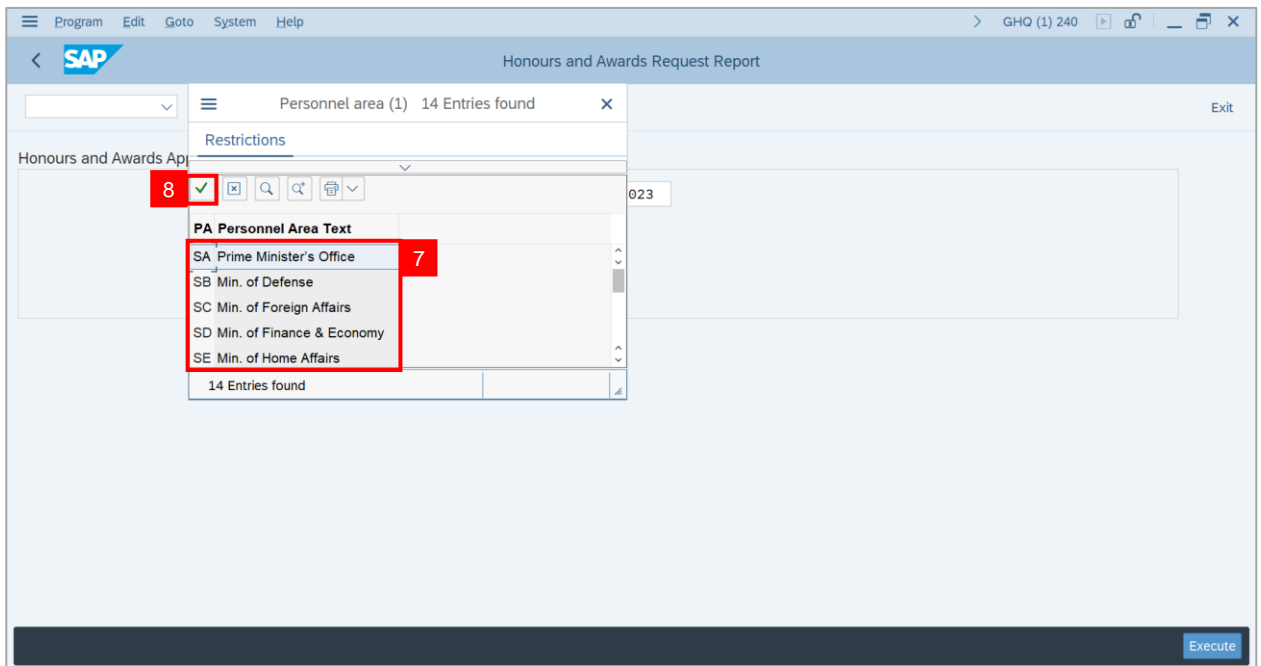 Program Edit Goto System Help GHQ (1) 240
SAP Honours and Awards Request Report
Personnel area (1) 14 Entries found
Exit
Restrictions
Honours and Awards App
8
023
PA Personnel Area Text
SA Prime Minister's Office
7
SB Min. of Defense
SC Min. of Foreign Affairs
SD Min. of Finance & Economy
SE Min. of Home Affairs
14 Entries found
Execute